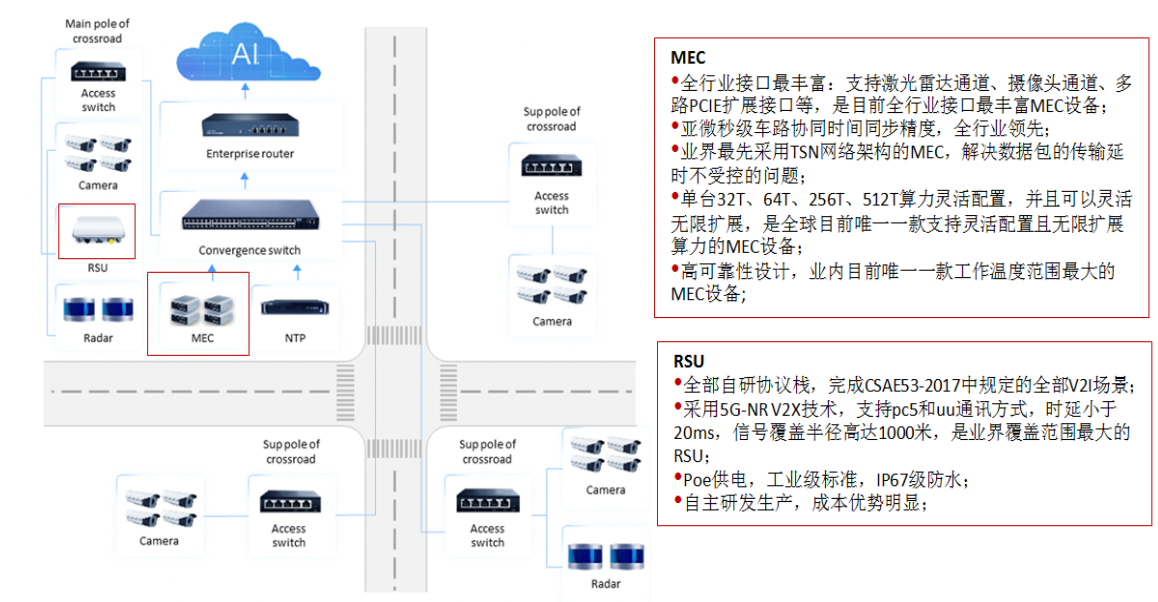 Main pole of
crossroad
Access
switch
Camera
RSU
Radar
AI
Enterprise router
Convergence switch
MEC
NTP
Sup pole of
crossroad
Access
switch
Camera
Sup pole of
crossroad
Camera
Access
switch
Sup pole of
crossroad
Access
switch
Camera
Radar
MEC
•全行业接口最丰富：支持激光雷达通道、摄像头通道、多
路PCIE扩展接口等，是目前全行业接口最丰富MEC设备；
•亚微秒级车路协同时间同步精度，全行业领先；
•业界最先采用TSN网络架构的MEC，解决数据包的传输延
时不受控的问题；
•单台32T、64T、256T、512T算力灵活配置，并且可以灵活
无限扩展，是全球目前唯一一款支持灵活配置且无限扩展
算力的MEC设备；
•高可靠性设计，业内目前唯一一款工作温度范围最大的
MEC设备;
RSU
•全部自研协议栈，完成CSAE53-2017中规定的全部V2I场景；
•采用5G-NR V2X技术，支持pc5和uu通讯方式，时延小于
20ms，信号覆盖半径高达1000米，是业界覆盖范围最大的
RSU；
•Poe供电，工业级标准，IP67级防水；
•自主研发生产，成本优势明显；